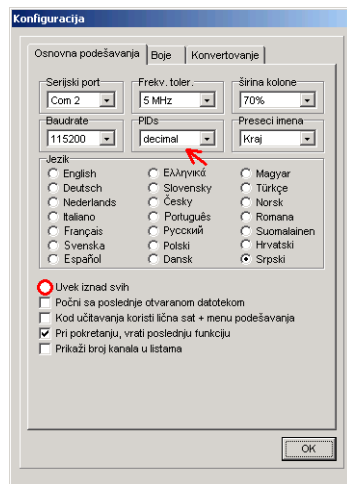 Konfiguracija
Osnovna podešavanja Boje Konvertovanje
Serijski port Frekv. toler. širina kolone
Com 2 5 MHz 70%
Baudrate PIDs Preseci imena
115200 decimal Kraj
Jezik
English Ελληνικά Magyar
Deutsch Slovensky Türkçe
Nederlands Česky Norsk
Italiano Português Romana
Français Русский Suomalainen
Svenska Polski Hrvatski
Español Dansk Srpski
Uvek iznad svih
Počni sa poslednje otvaranom datotekom
Kod učitavanja koristi lična sat + menu podešavanja
Pri pokretanju, vrati poslednju funkciju
Prikaži broj kanala u listama
OK